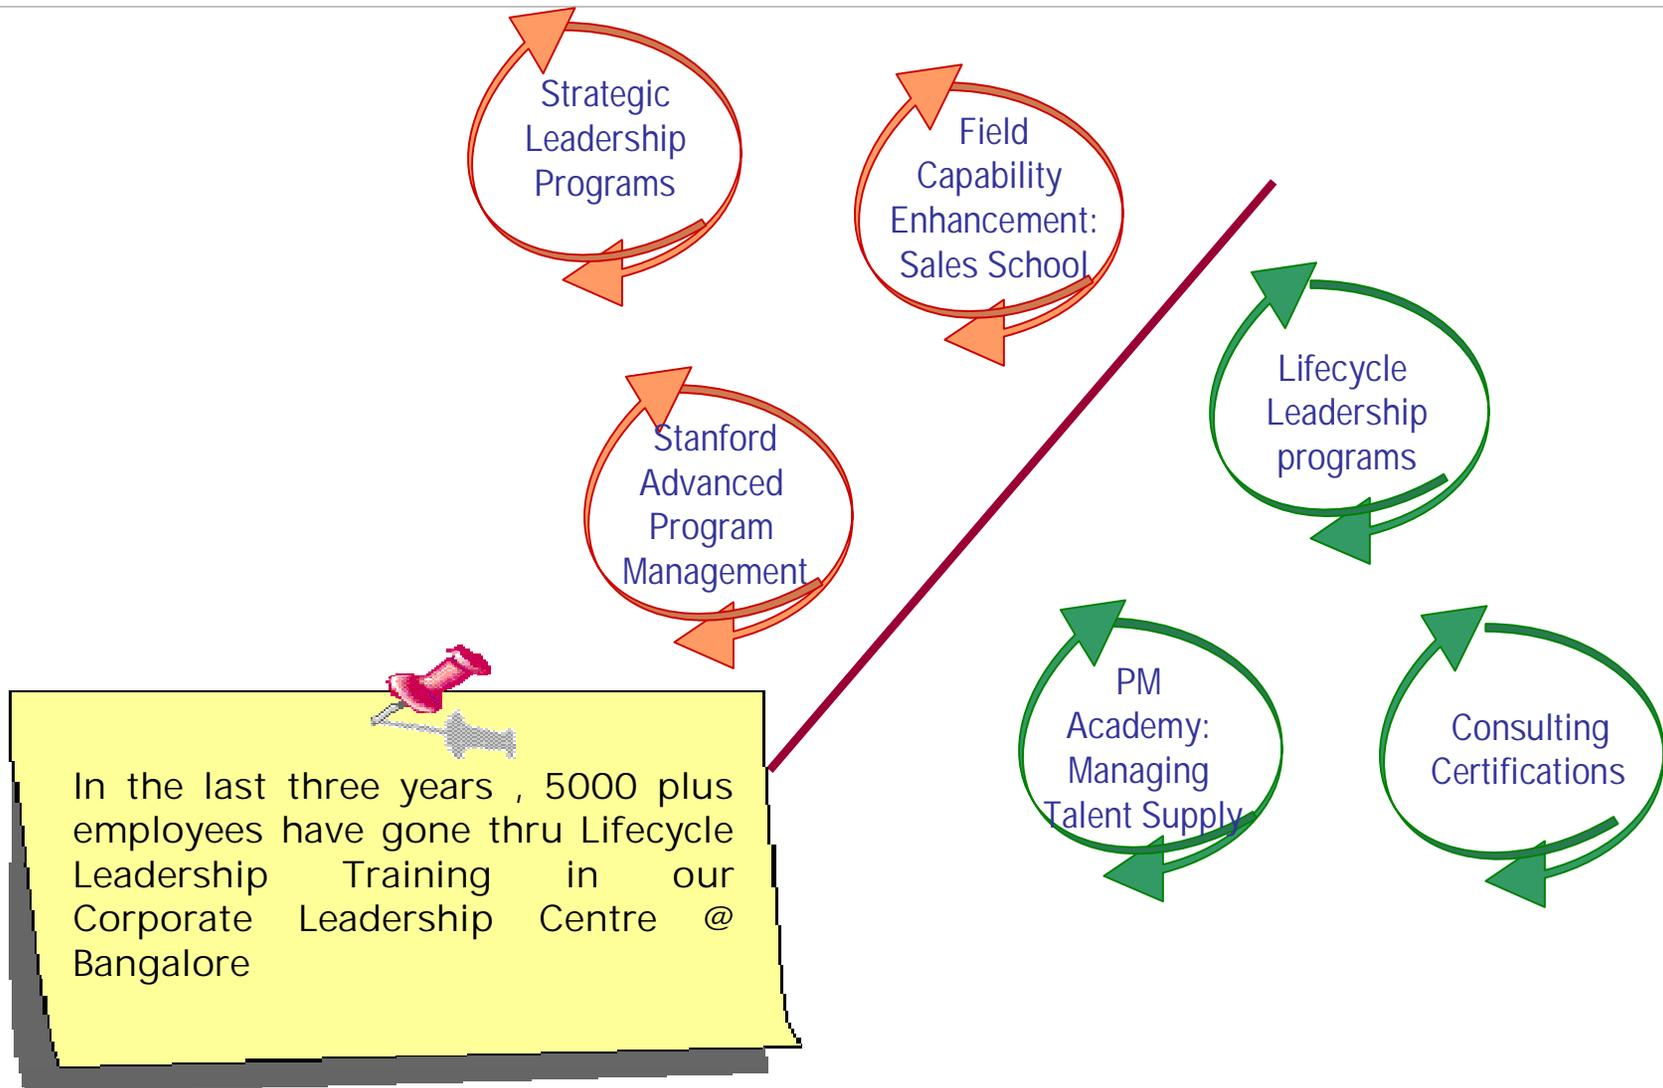 Strategic
Leadership
Programs
Field
Capability
Enhancement:
Sales School
Stanford
Advanced
Program
Management
Lifecycle
Leadership
programs
PM
Academy:
Managing
Talent Supply
Consulting
Certifications
In the last three years , 5000 plus
employees have gone thru Lifecycle
Leadership Training in our
Corporate Leadership Centre @
Bangalore